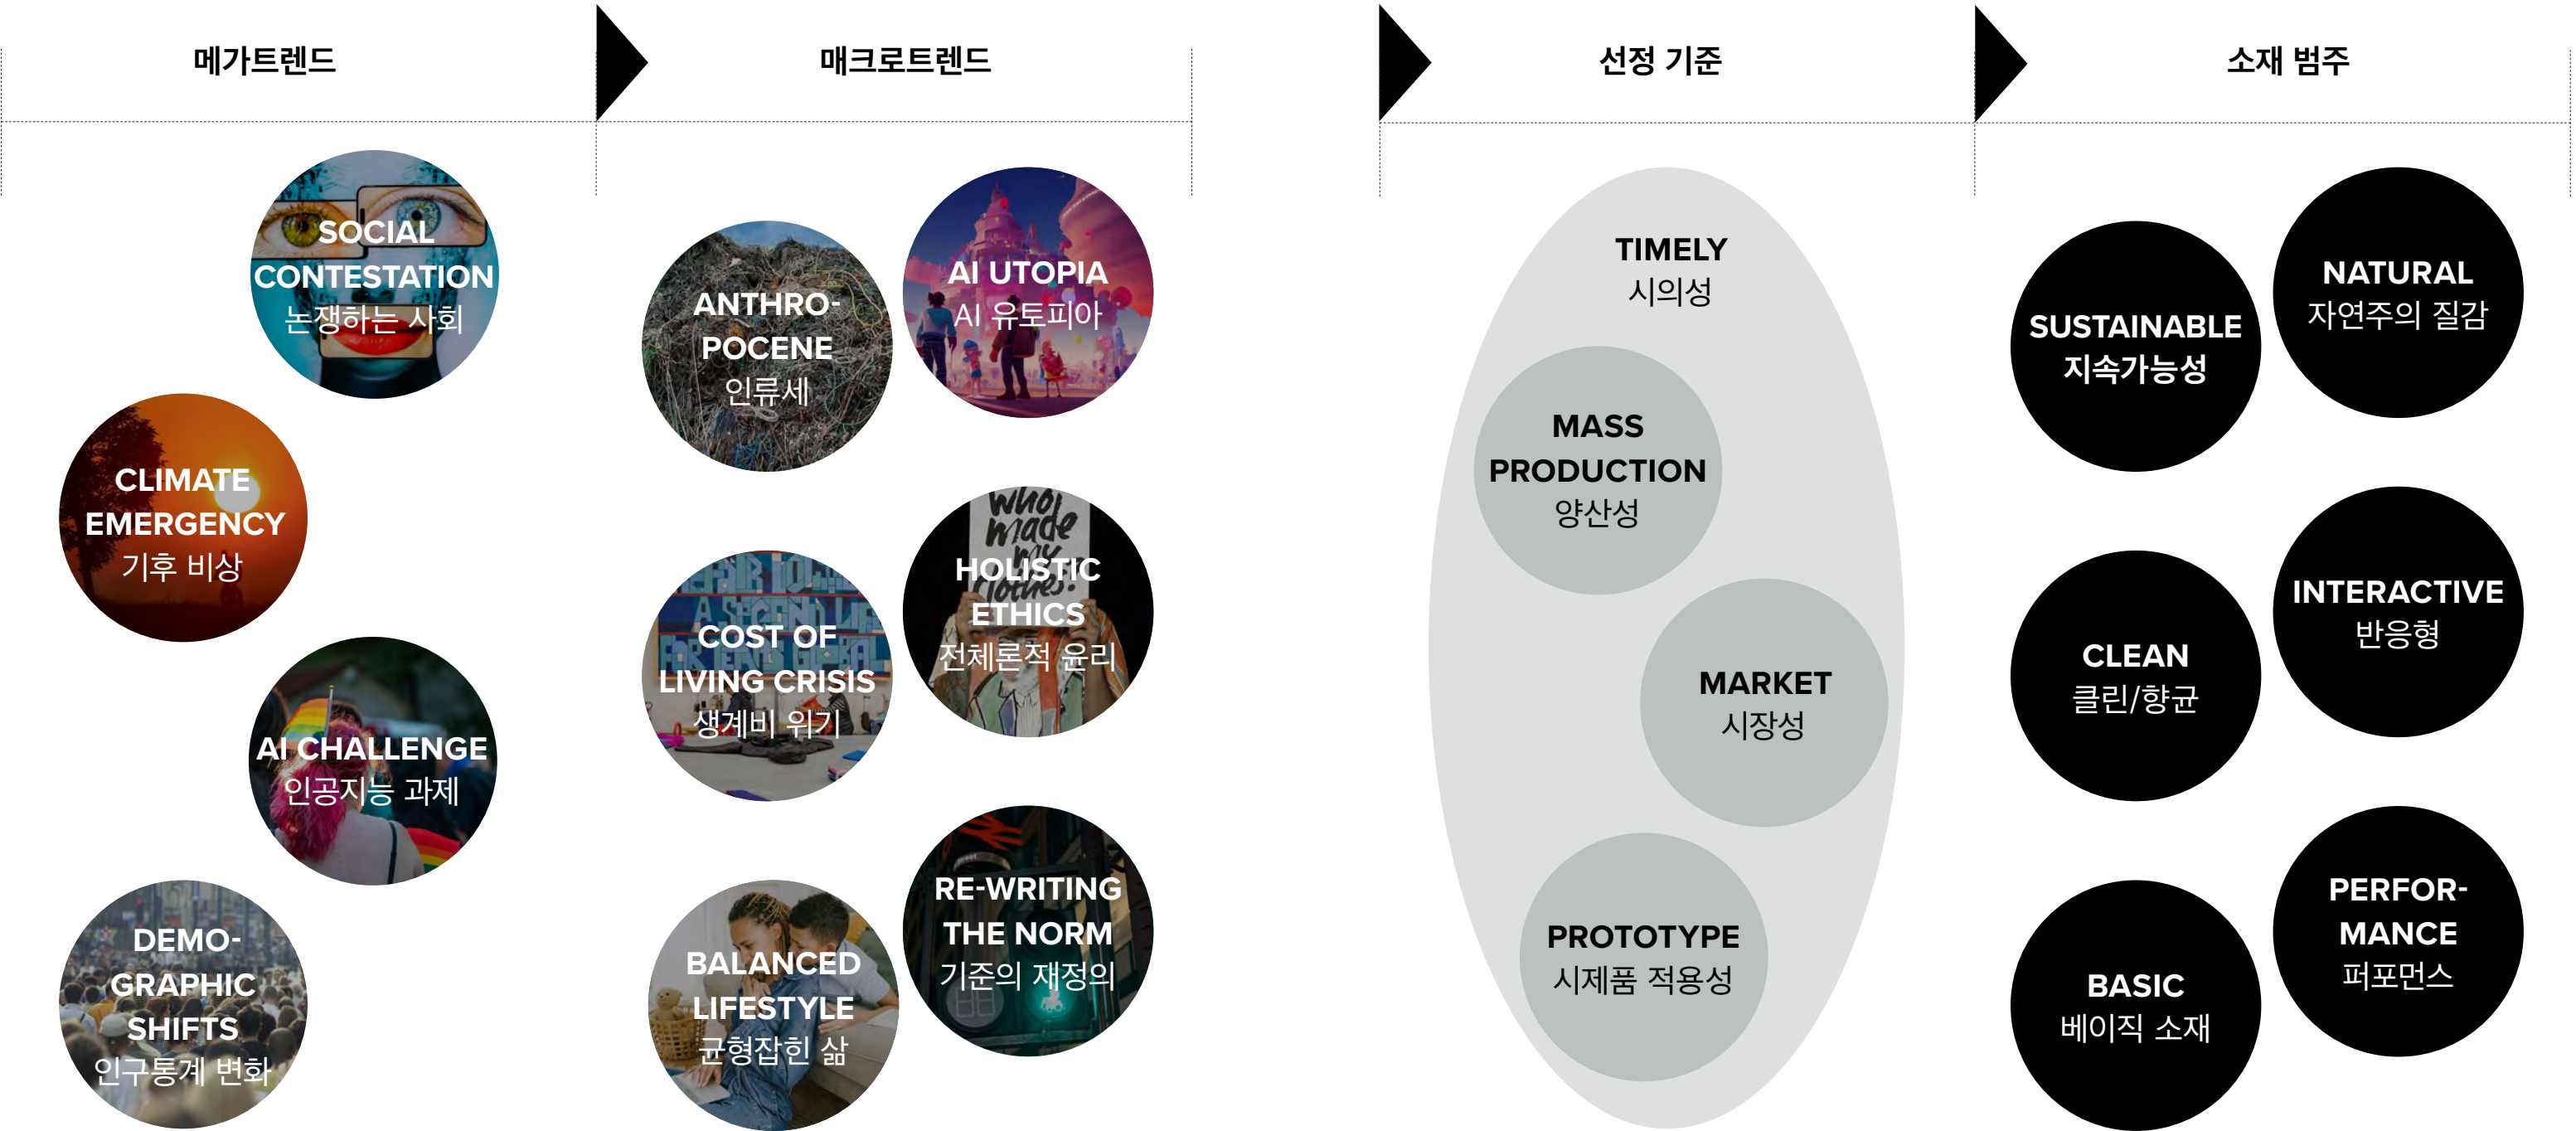 메가트렌드
SOCIAL
CONTESTATION
논쟁하는 사회
CLIMATE
EMERGENCY
기후 비상
AI CHALLENGE
인공지능 과제
DEMO-
GRAPHIC
SHIFTS
인구통계 변화
매크로트렌드
ANTHRO-
POCENE
인류세
AI UTOPIA
AI 유토피아
COST OF
LIVING CRISIS
생계비 위기
who
made
my
clothes?
HOLISTIC
ETHICS
전체론적 윤리
BALANCED
LIFESTYLE
균형잡힌 삶
RE-WRITING
THE NORM
기준의 재정의
선정 기준
TIMELY
시의성
MASS
PRODUCTION
양산성
MARKET
시장성
PROTOTYPE
시제품 적용성
소재 범주
SUSTAINABLE
지속가능성
NATURAL
자연주의 질감
CLEAN
클린/향균
INTERACTIVE
반응형
BASIC
베이직 소재
PERFOR-
MANCE
퍼포먼스